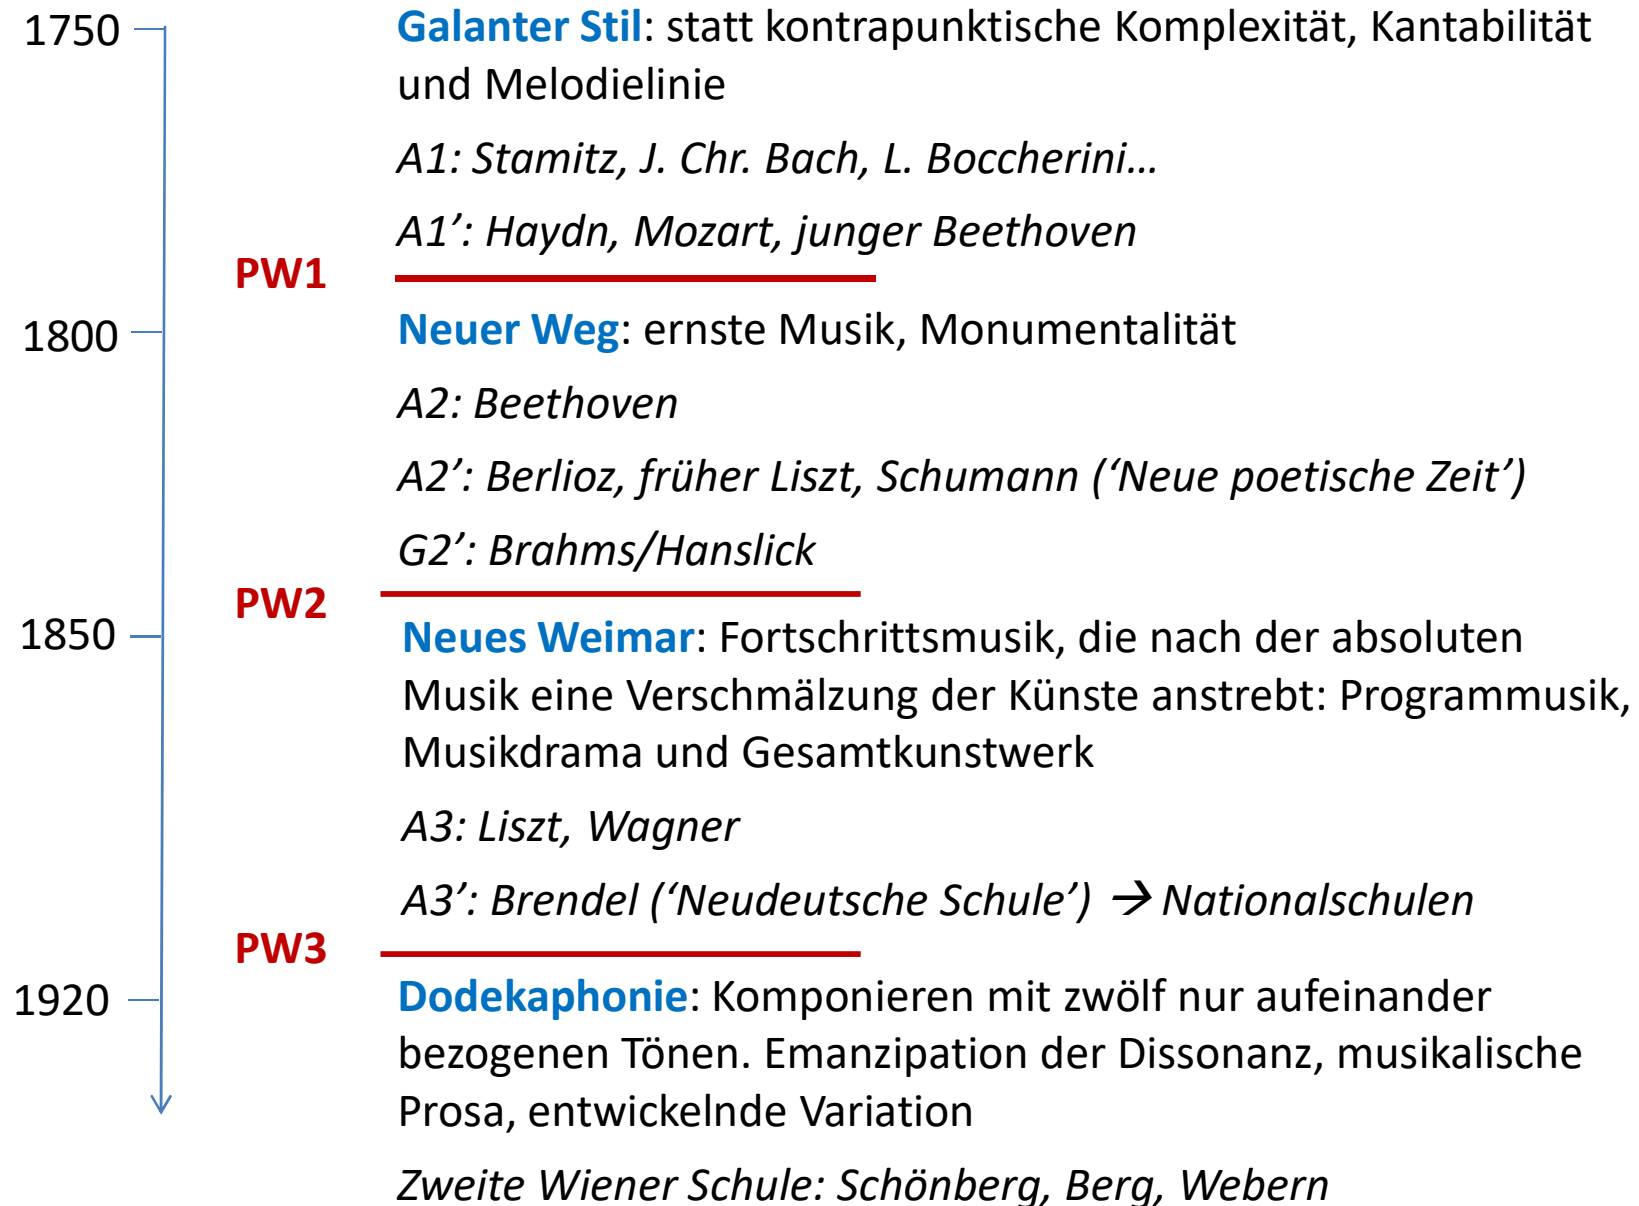 1750
Galanter Stil: statt kontrapunktische Komplexität, Kantabilität
und Melodielinie
A1: Stamitz, J. Chr. Bach, L. Boccherini…
A1’: Haydn, Mozart, junger Beethoven
PW1
1800
Neuer Weg: ernste Musik, Monumentalität
A2: Beethoven
A2’: Berlioz, früher Liszt, Schumann (‘Neue poetische Zeit’)
G2’: Brahms/Hanslick
PW2
1850
Neues Weimar: Fortschrittsmusik, die nach der absoluten
Musik eine Verschmälzung der Künste anstrebt: Programmusik,
Musikdrama und Gesamtkunstwerk
A3: Liszt, Wagner
A3’: Brendel (‘Neudeutsche Schule’) → Nationalschulen
PW3
1920
Dodekaphonie: Komponieren mit zwölf nur aufeinander
bezogenen Tönen. Emanzipation der Dissonanz, musikalische
Prosa, entwickelnde Variation
Zweite Wiener Schule: Schönberg, Berg, Webern